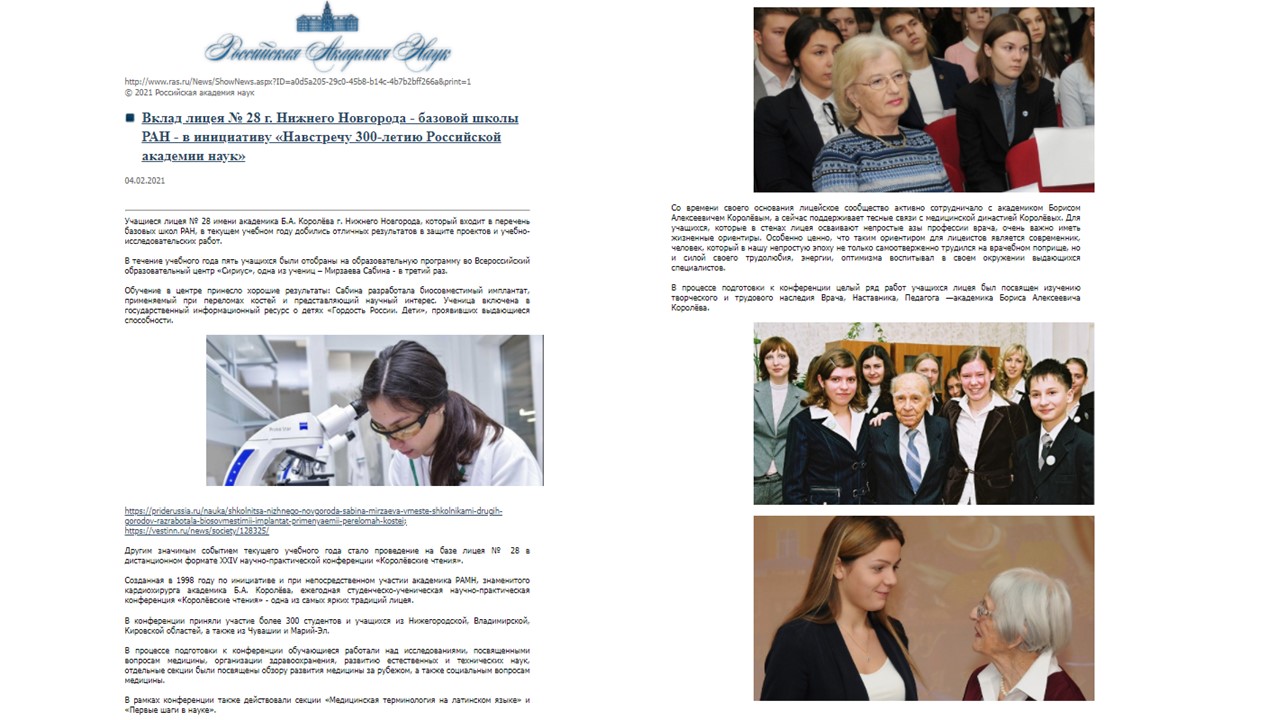 Российская Академия Наук
http://www.ras.ru/News/ShowNews.aspx?ID=a0d5a205-29c0-45b8-b14c-4b7b2bff266a&print=1
© 2021 Российская академия наук
Вклад лицея № 28 г. Нижнего Новгорода - базовой школы
РАН - в инициативу «Навстречу 300-летию Российской
академии наук»
04.02.2021
Учащиеся лицея № 28 имени академика Б.А. Королёва г. Нижнего Новгорода, который входит в перечень
базовых школ РАН, в текущем учебном году добились отличных результатов в защите проектов и учебно-
исследовательских работ.
В течение учебного года пять учащихся были отобраны на образовательную программу во Всероссийский
образовательный центр «Сириус», одна из учениц – Мирзаева Сабина - в третий раз.
Обучение в центре принесло хорошие результаты: Сабина разработала биосовместимый имплантат,
применяемый при переломах костей и представляющий научный интерес. Ученица включена в
государственный информационный ресурс о детях «Гордость России. Дети», проявивших выдающиеся
способности.
https://priderussia.ru/nauka/shkolnitsa-nizhnego-novgoroda-sabina-mirzaeva-vmeste-shkolnikami-drugih-
gorodov-razrabotala-biosovmestimii-implantat-primenyaemii-perelomah-kostei;
https://vestinn.ru/news/society/128325/
Другим значимым событием текущего учебного года стало проведение на базе лицея № 28 в
дистанционном формате XXIV научно-практической конференции «Королёвские чтения».
Созданная в 1998 году по инициативе и при непосредственном участии академика РАМН, знаменитого
кардиохирурга академика Б.А. Королёва, ежегодная студенческо-ученическая научно-практическая
конференция «Королёвские чтения» - одна из самых ярких традиций лицея.
В конференции приняли участие более 300 студентов и учащихся из Нижегородской, Владимирской,
Кировской областей, а также из Чувашии и Марий-Эл.
В процессе подготовки к конференции обучающиеся работали над исследованиями, посвященными
вопросам медицины, организации здравоохранения, развитию естественных и технических наук,
отдельные секции были посвящены обзору развития медицины за рубежом, а также социальным вопросам
медицины.
В рамках конференции также действовали секции «Медицинская терминология на латинском языке» и
«Первые шаги в науке».
Со времени своего основания лицейское сообщество активно сотрудничало с академиком Борисом
Алексеевичем Королёвым, а сейчас поддерживает тесные связи с медицинской династией Королёвых. Для
учащихся, которые в стенах лицея осваивают непростые азы профессии врача, очень важно иметь
жизненные ориентиры. Особенно ценно, что таким ориентиром для лицеистов является современник,
человек, который в нашу непростую эпоху не только самоотверженно трудился на врачебном поприще, но
и силой своего трудолюбия, энергии, оптимизма воспитывал в своем окружении выдающихся
специалистов.
В процессе подготовки к конференции целый ряд работ учащихся лицея был посвящен изучению
творческого и трудового наследия Врача, Наставника, Педагога —академика Бориса Алексеевича
Королёва.